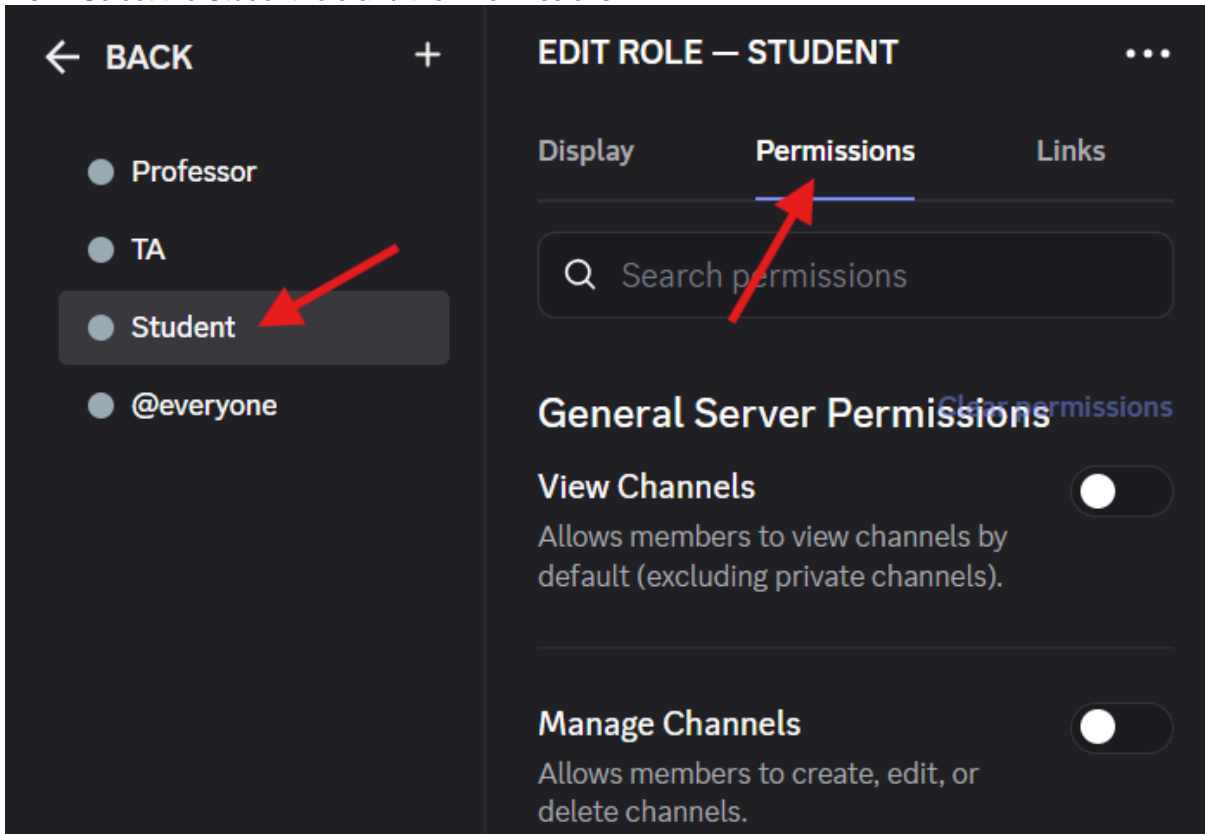 BACK
+
Professor
TA
Student
@everyone
EDIT ROLE — STUDENT
Display Permissions Links
Search permissions
General Server Permissions
Clear permissions
View Channels
Allows members to view channels by
default (excluding private channels).
Manage Channels
Allows members to create, edit, or
delete channels.